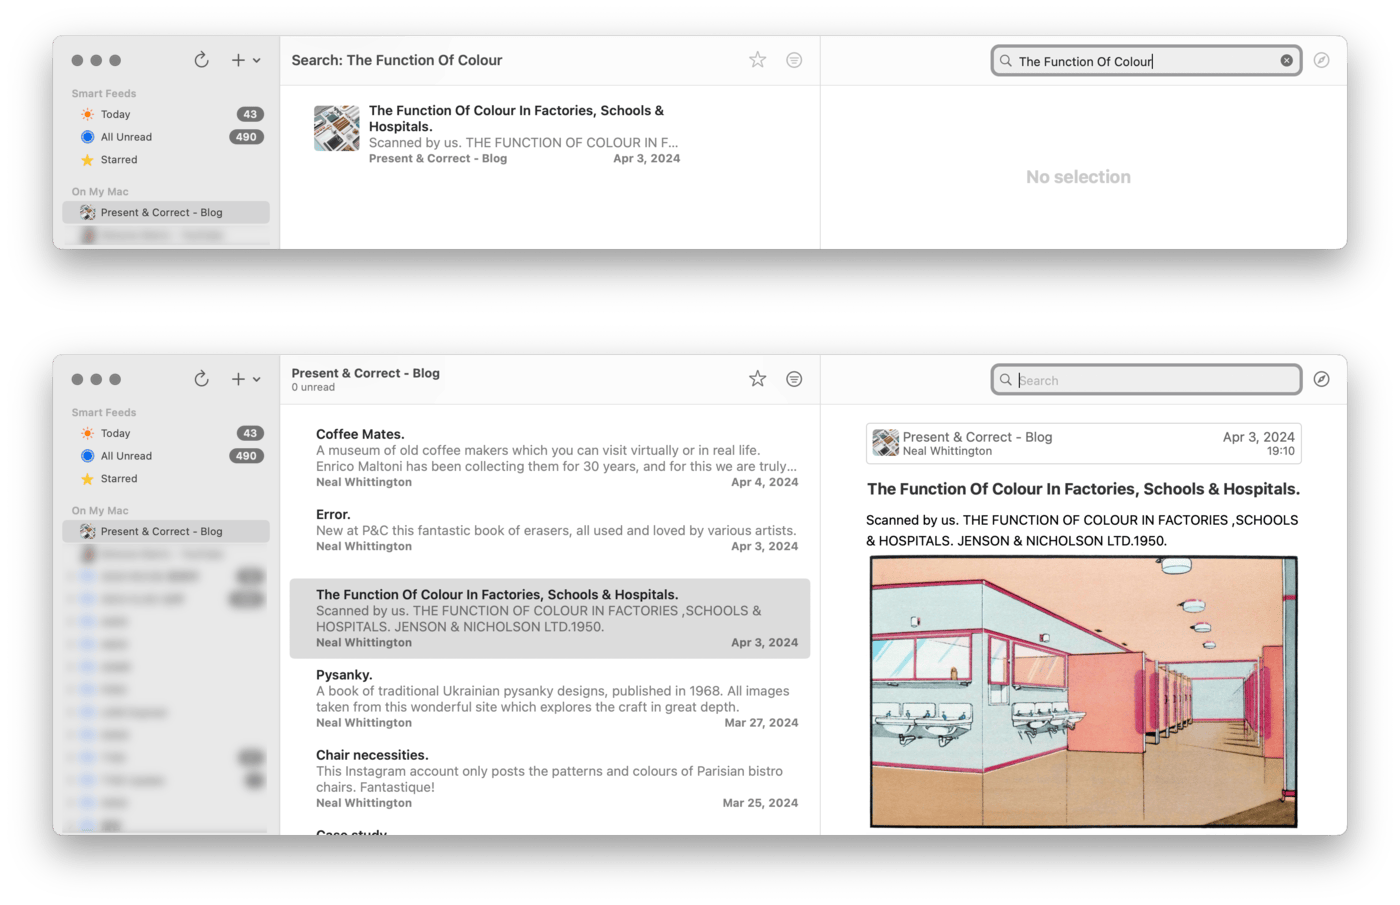 Search: The Function Of Colour
The Function Of Colour
Smart Feeds
Today 43
All Unread 490
Starred
On My Mac
Present & Correct - Blog
The Function Of Colour In Factories, Schools &
Hospitals.
Scanned by us. THE FUNCTION OF COLOUR IN F...
Present & Correct - Blog Apr 3, 2024
No selection
Present & Correct - Blog
0 unread
Search
Smart Feeds
Today 43
All Unread 490
Starred
On My Mac
Present & Correct - Blog
Coffee Mates.
A museum of old coffee makers which you can visit virtually or in real life.
Enrico Maltoni has been collecting them for 30 years, and for this we are truly...
Neal Whittington Apr 4, 2024
Error.
New at P&C this fantastic book of erasers, all used and loved by various artists.
Neal Whittington Apr 3, 2024
The Function Of Colour In Factories, Schools & Hospitals.
Scanned by us. THE FUNCTION OF COLOUR IN FACTORIES ,SCHOOLS &
HOSPITALS. JENSON & NICHOLSON LTD.1950.
Neal Whittington Apr 3, 2024
Pysanky.
A book of traditional Ukrainian pysanky designs, published in 1968. All images
taken from this wonderful site which explores the craft in great depth.
Neal Whittington Mar 27, 2024
Chair necessities.
This Instagram account only posts the patterns and colours of Parisian bistro
chairs. Fantastique!
Neal Whittington Mar 25, 2024
Case study
Present & Correct - Blog Apr 3, 2024
Neal Whittington 19:10
The Function Of Colour In Factories, Schools & Hospitals.
Scanned by us. THE FUNCTION OF COLOUR IN FACTORIES ,SCHOOLS
& HOSPITALS. JENSON & NICHOLSON LTD.1950.